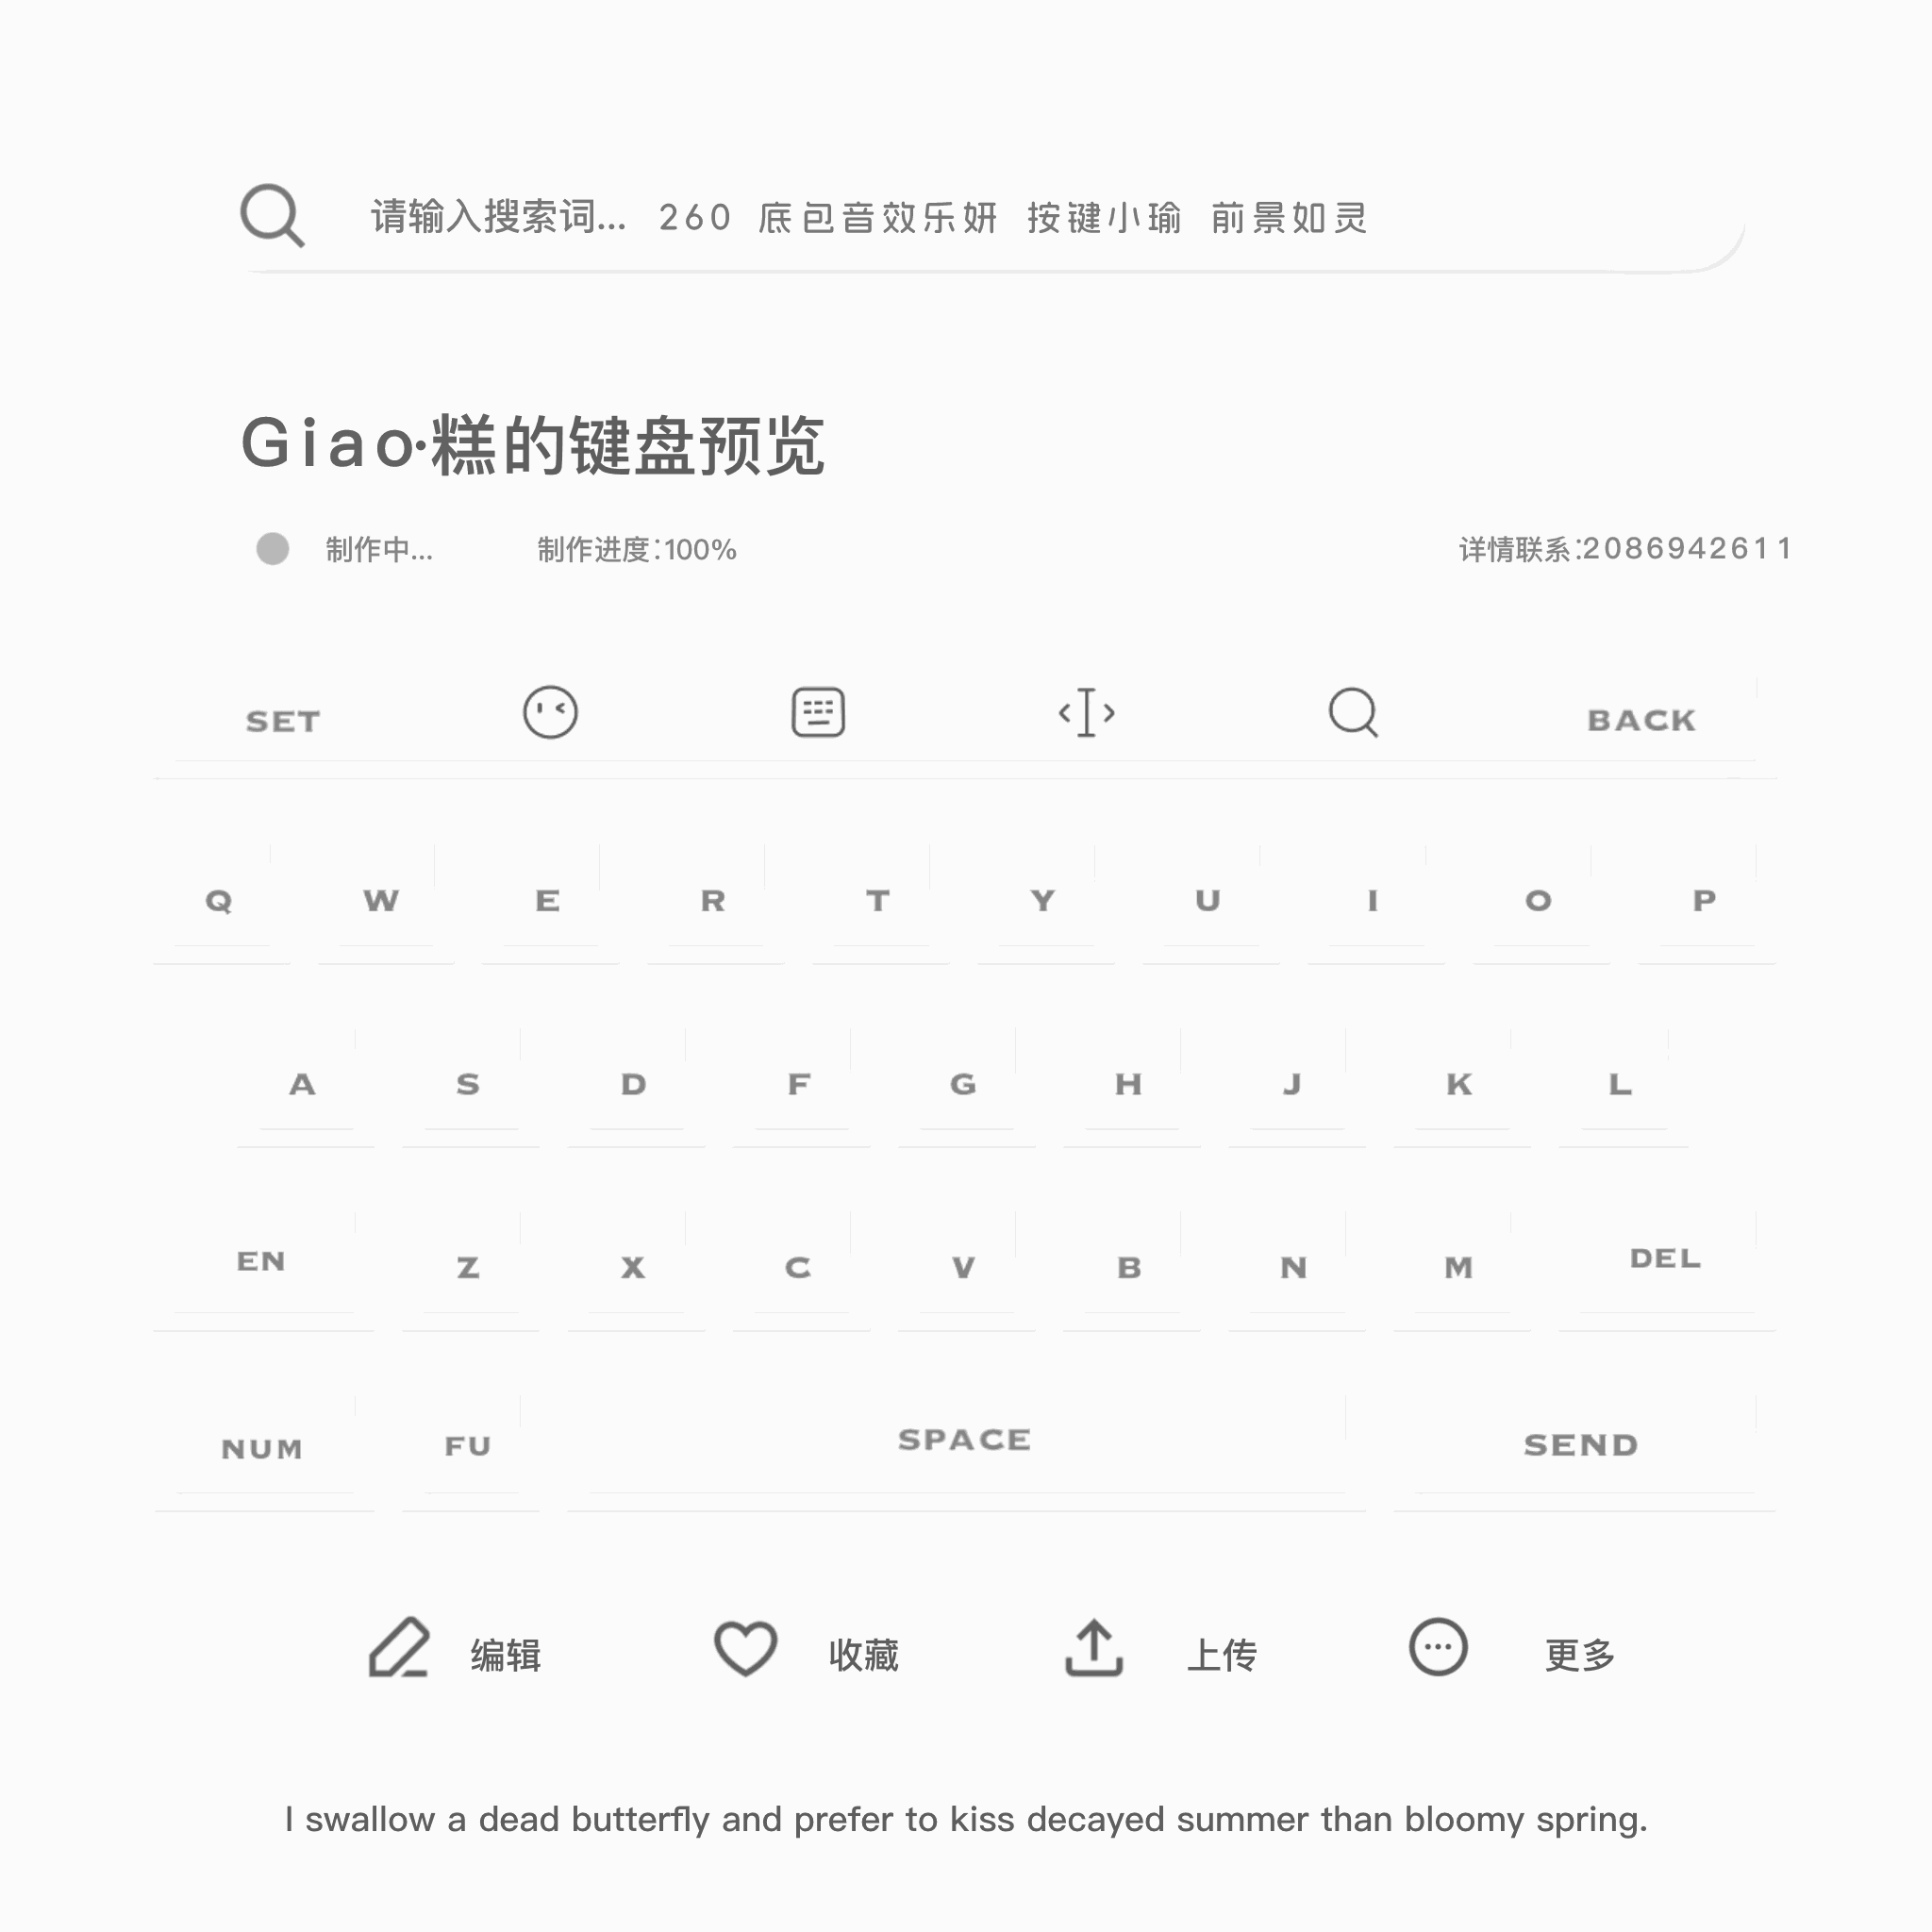 请输入搜索词... 260 底包音效乐妍 按键小瑜 前景如灵
Giao·糕的键盘预览
制作中... 制作进度:100% 详情联系:2086942611
SET BACK
Q W E R T Y U I O P
A S D F G H J K L
EN Z X C V B N M DEL
NUM FU SPACE SEND
编辑 收藏 上传 更多
I swallow a dead butterfly and prefer to kiss decayed summer than bloomy spring.